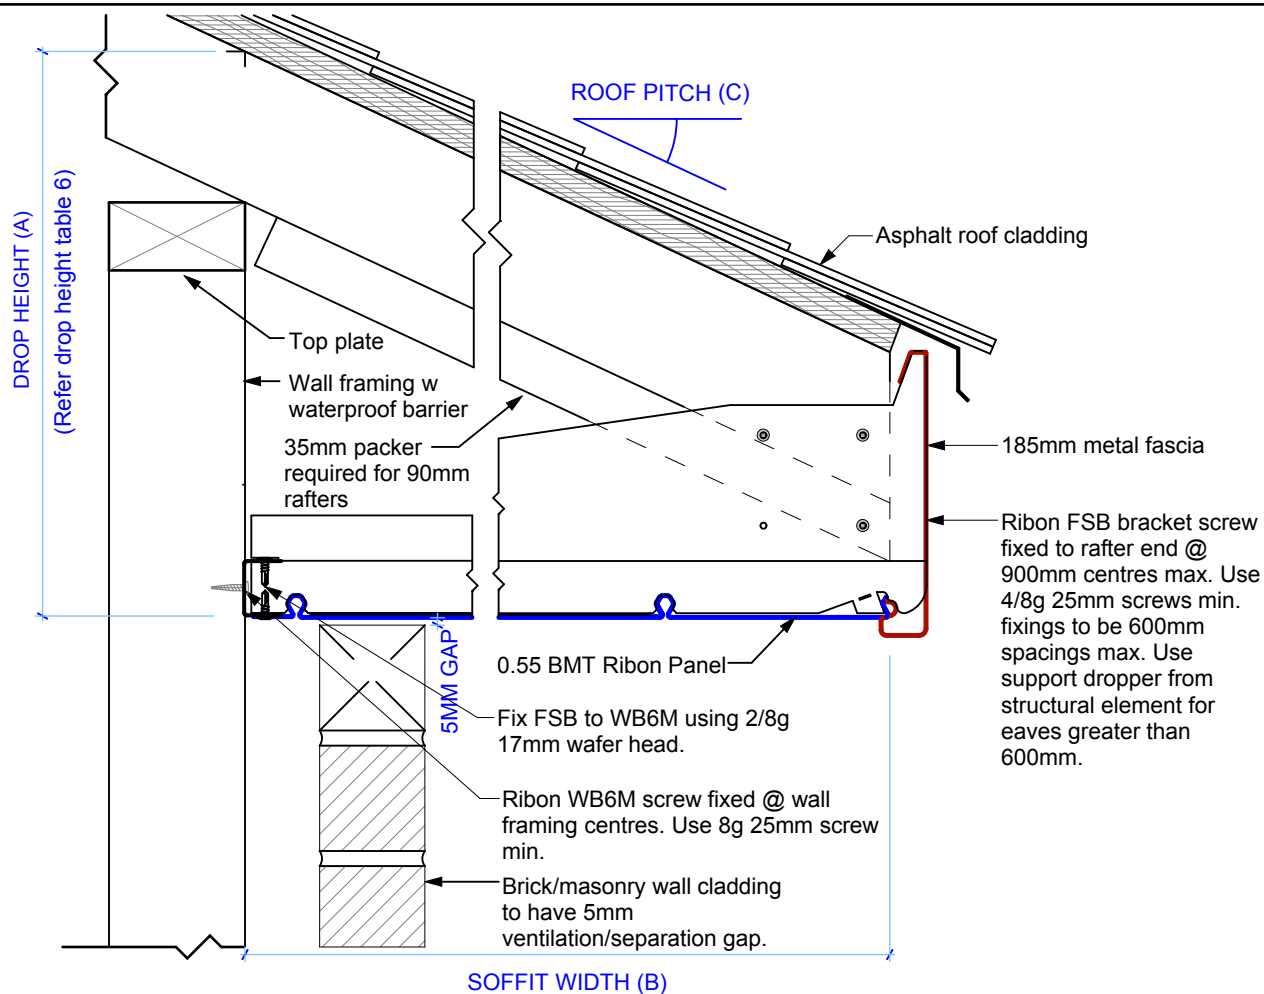 ROOF PITCH (C)
DROP HEIGHT (A)
(Refer drop height table 6)
Asphalt roof cladding
Top plate
Wall framing w
waterproof barrier
35mm packer
required for 90mm
rafters
185mm metal fascia
Ribon FSB bracket screw
fixed to rafter end @
900mm centres max. Use
4/8g 25mm screws min.
fixings to be 600mm
spacings max. Use
support dropper from
structural element for
eaves greater than
600mm.
5MM GAP
0.55 BMT Ribon Panel
Fix FSB to WB6M using 2/8g
17mm wafer head.
Ribon WB6M screw fixed @ wall
framing centres. Use 8g 25mm screw
min.
Brick/masonry wall cladding
to have 5mm
ventilation/separation gap.
SOFFIT WIDTH (B)